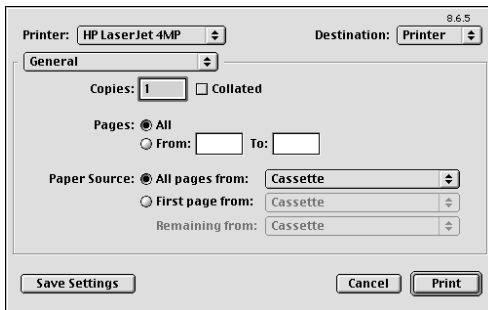 8.6.5
Printer: HP LaserJet 4MP Destination: Printer
General
Copies: 1 Collated
Pages: All
From: To:
Paper Source: All pages from: Cassette
First page from: Cassette
Remaining from: Cassette
Save Settings Cancel Print